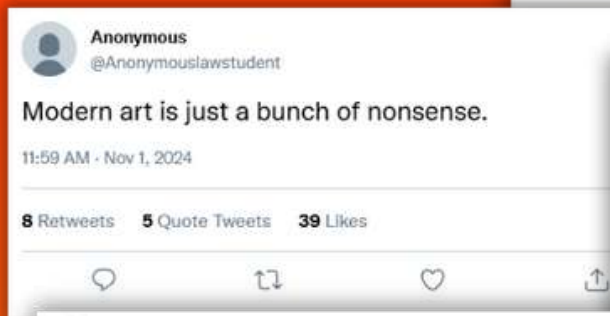 Anonymous
@Anonymouslawstudent
Modern art is just a bunch of nonsense.
11:59 AM · Nov 1, 2024
8 Retweets 5 Quote Tweets 39 Likes